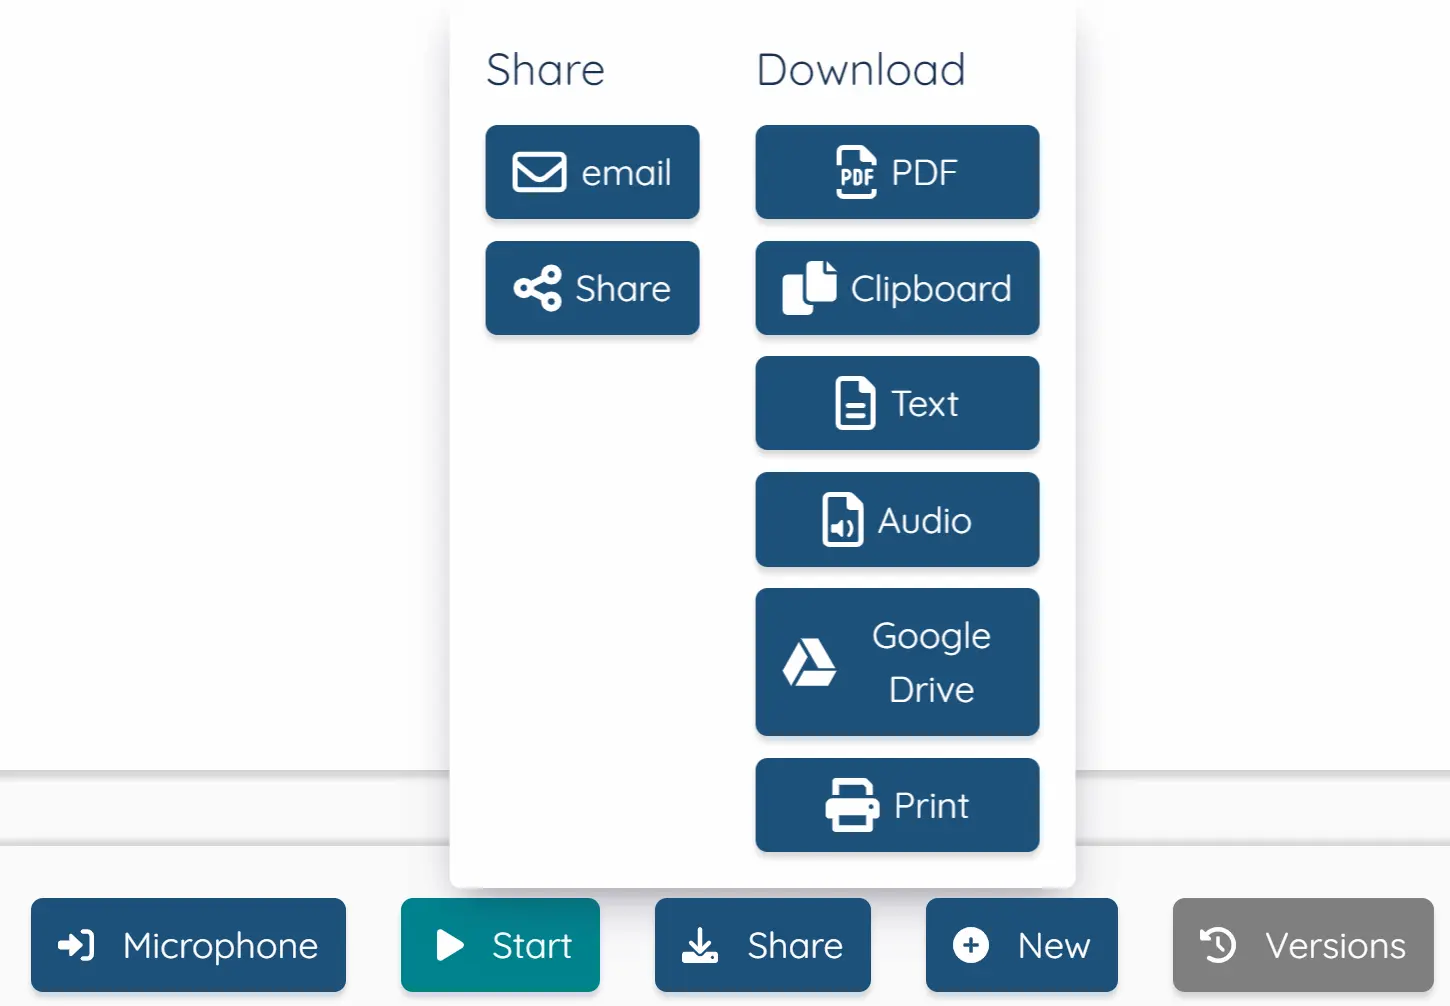 Share
email
Share
Download
PDF PDF
Clipboard
Text
Audio
Google
Drive
Print
Microphone
Start
Share
New
Versions